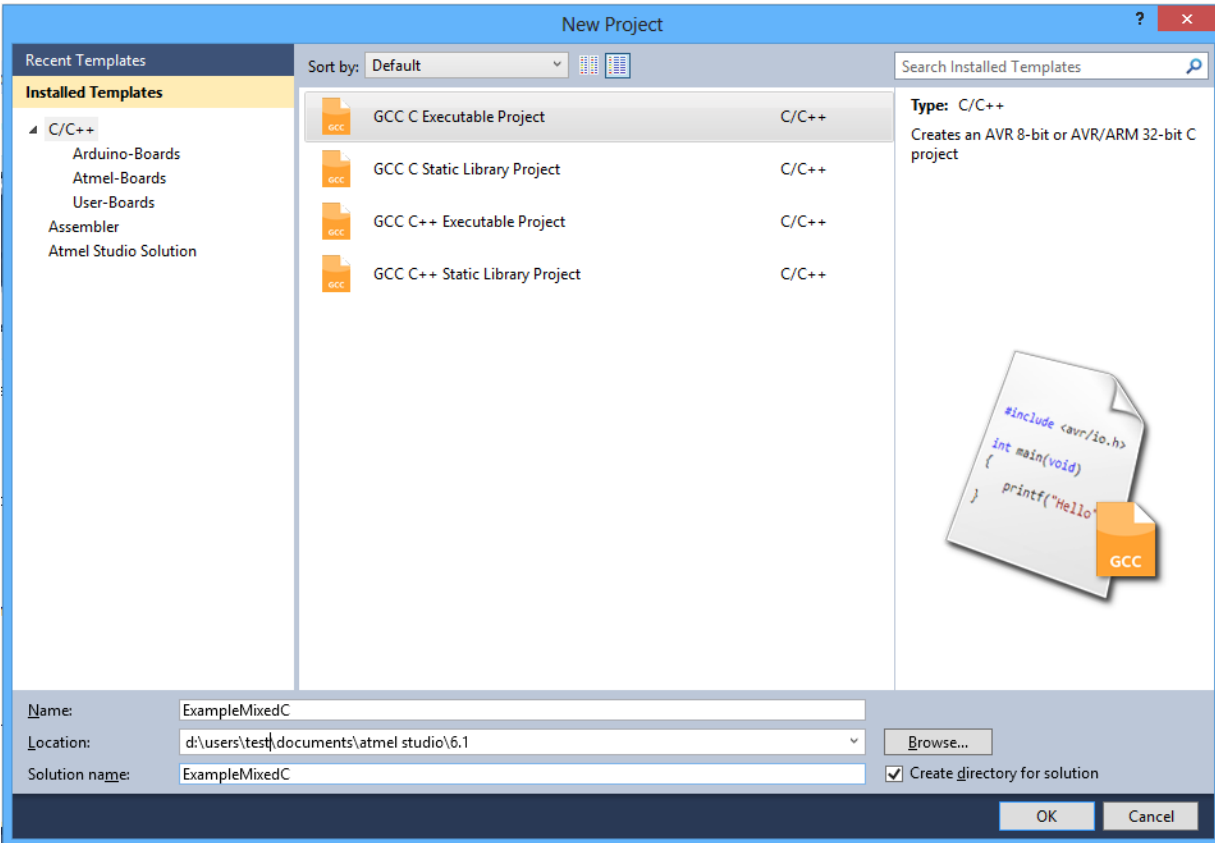 New Project
?
Recent Templates
Installed Templates
C/C++
Arduino-Boards
Atmel-Boards
User-Boards
Assembler
Atmel Studio Solution
Sort by: Default
GCC
GCC C Executable Project C/C++
GCC
GCC C Static Library Project C/C++
GCC
GCC C++ Executable Project C/C++
GCC
GCC C++ Static Library Project C/C++
Search Installed Templates
Type: C/C++
Creates an AVR 8-bit or AVR/ARM 32-bit C
project
#include <avr/io.h>
int main(void)
{
printf("Hello"
}
GCC
Name: ExampleMixedC
Location: d:\users\test\documents\atmel studio\6.1 Browse...
Solution name: ExampleMixedC Create directory for solution
OK Cancel